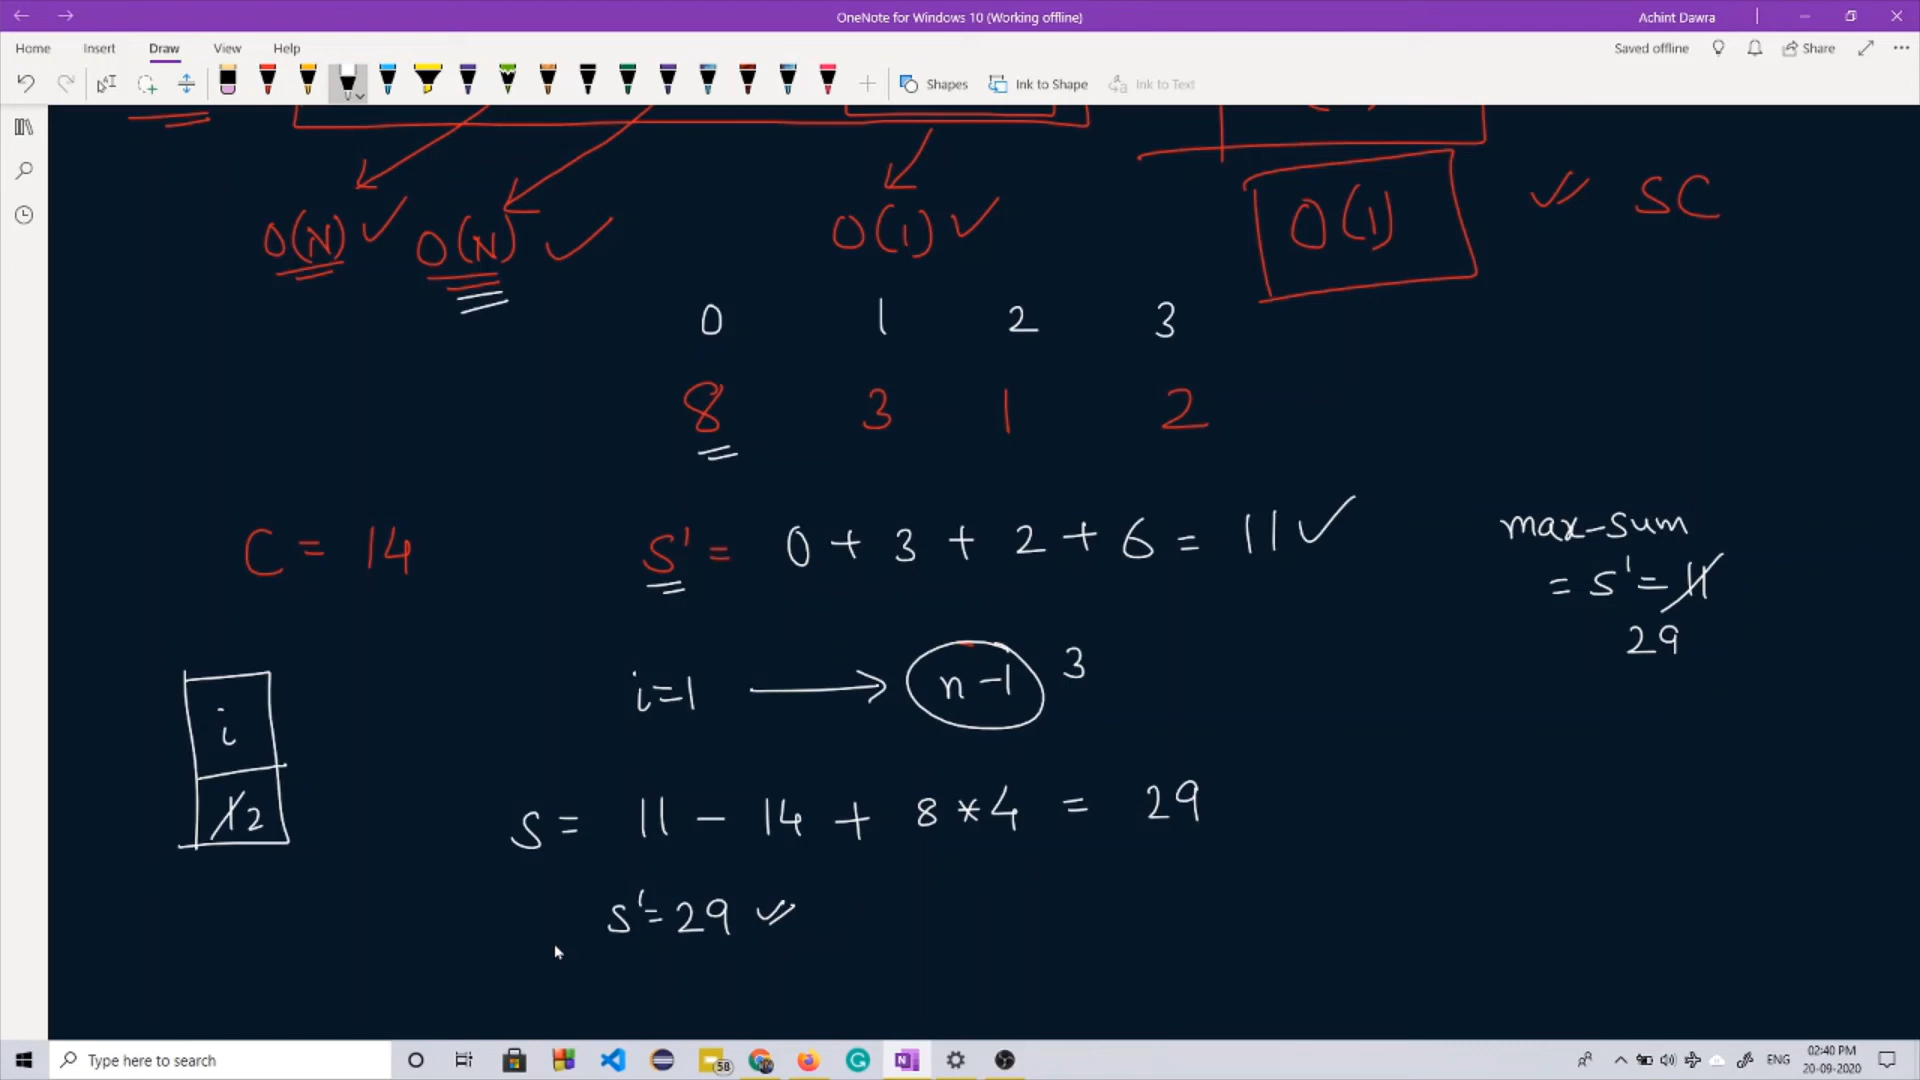 OneNote for Windows 10 (Working offline)
Achint Dawra
Home Insert Draw View Help
Saved offline
Share
Shapes
Ink to Shape
Ink to Text
O(N) ✓ O(N) ✓ O(1) ✓ O(1) ✓ SC
0 1 2 3
8 3 1 2
C = 14
S' = 0 + 3 + 2 + 6 = 11 ✓
max-sum
= S' = 11
29
i=1 → n-1 3
i
1 2
S = 11 - 14 + 8 * 4 = 29
S' = 29 ✓
Type here to search
58
ENG
02:40 PM
20-09-2020